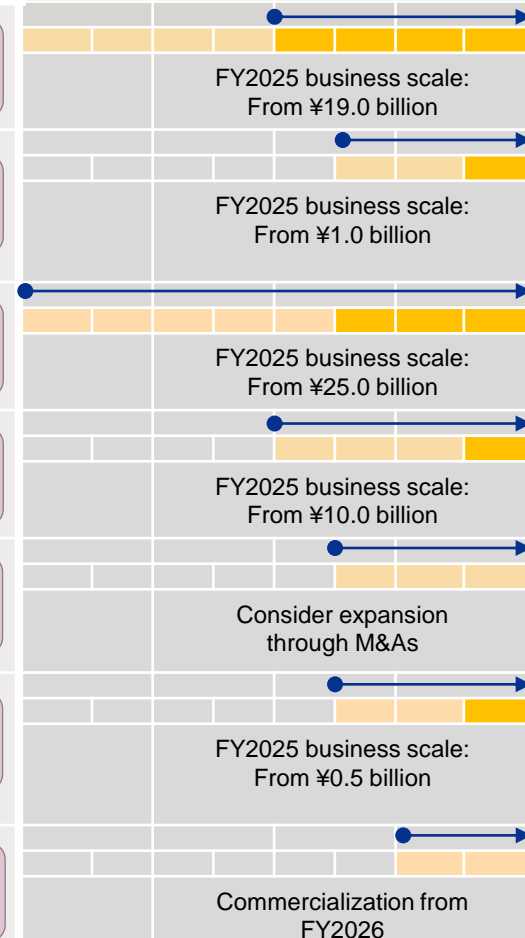 FY2025 business scale:
From ¥19.0 billion
FY2025 business scale:
From ¥1.0 billion
FY2025 business scale:
From ¥25.0 billion
FY2025 business scale:
From ¥10.0 billion
Consider expansion
through M&As
FY2025 business scale:
From ¥0.5 billion
Commercialization from
FY2026